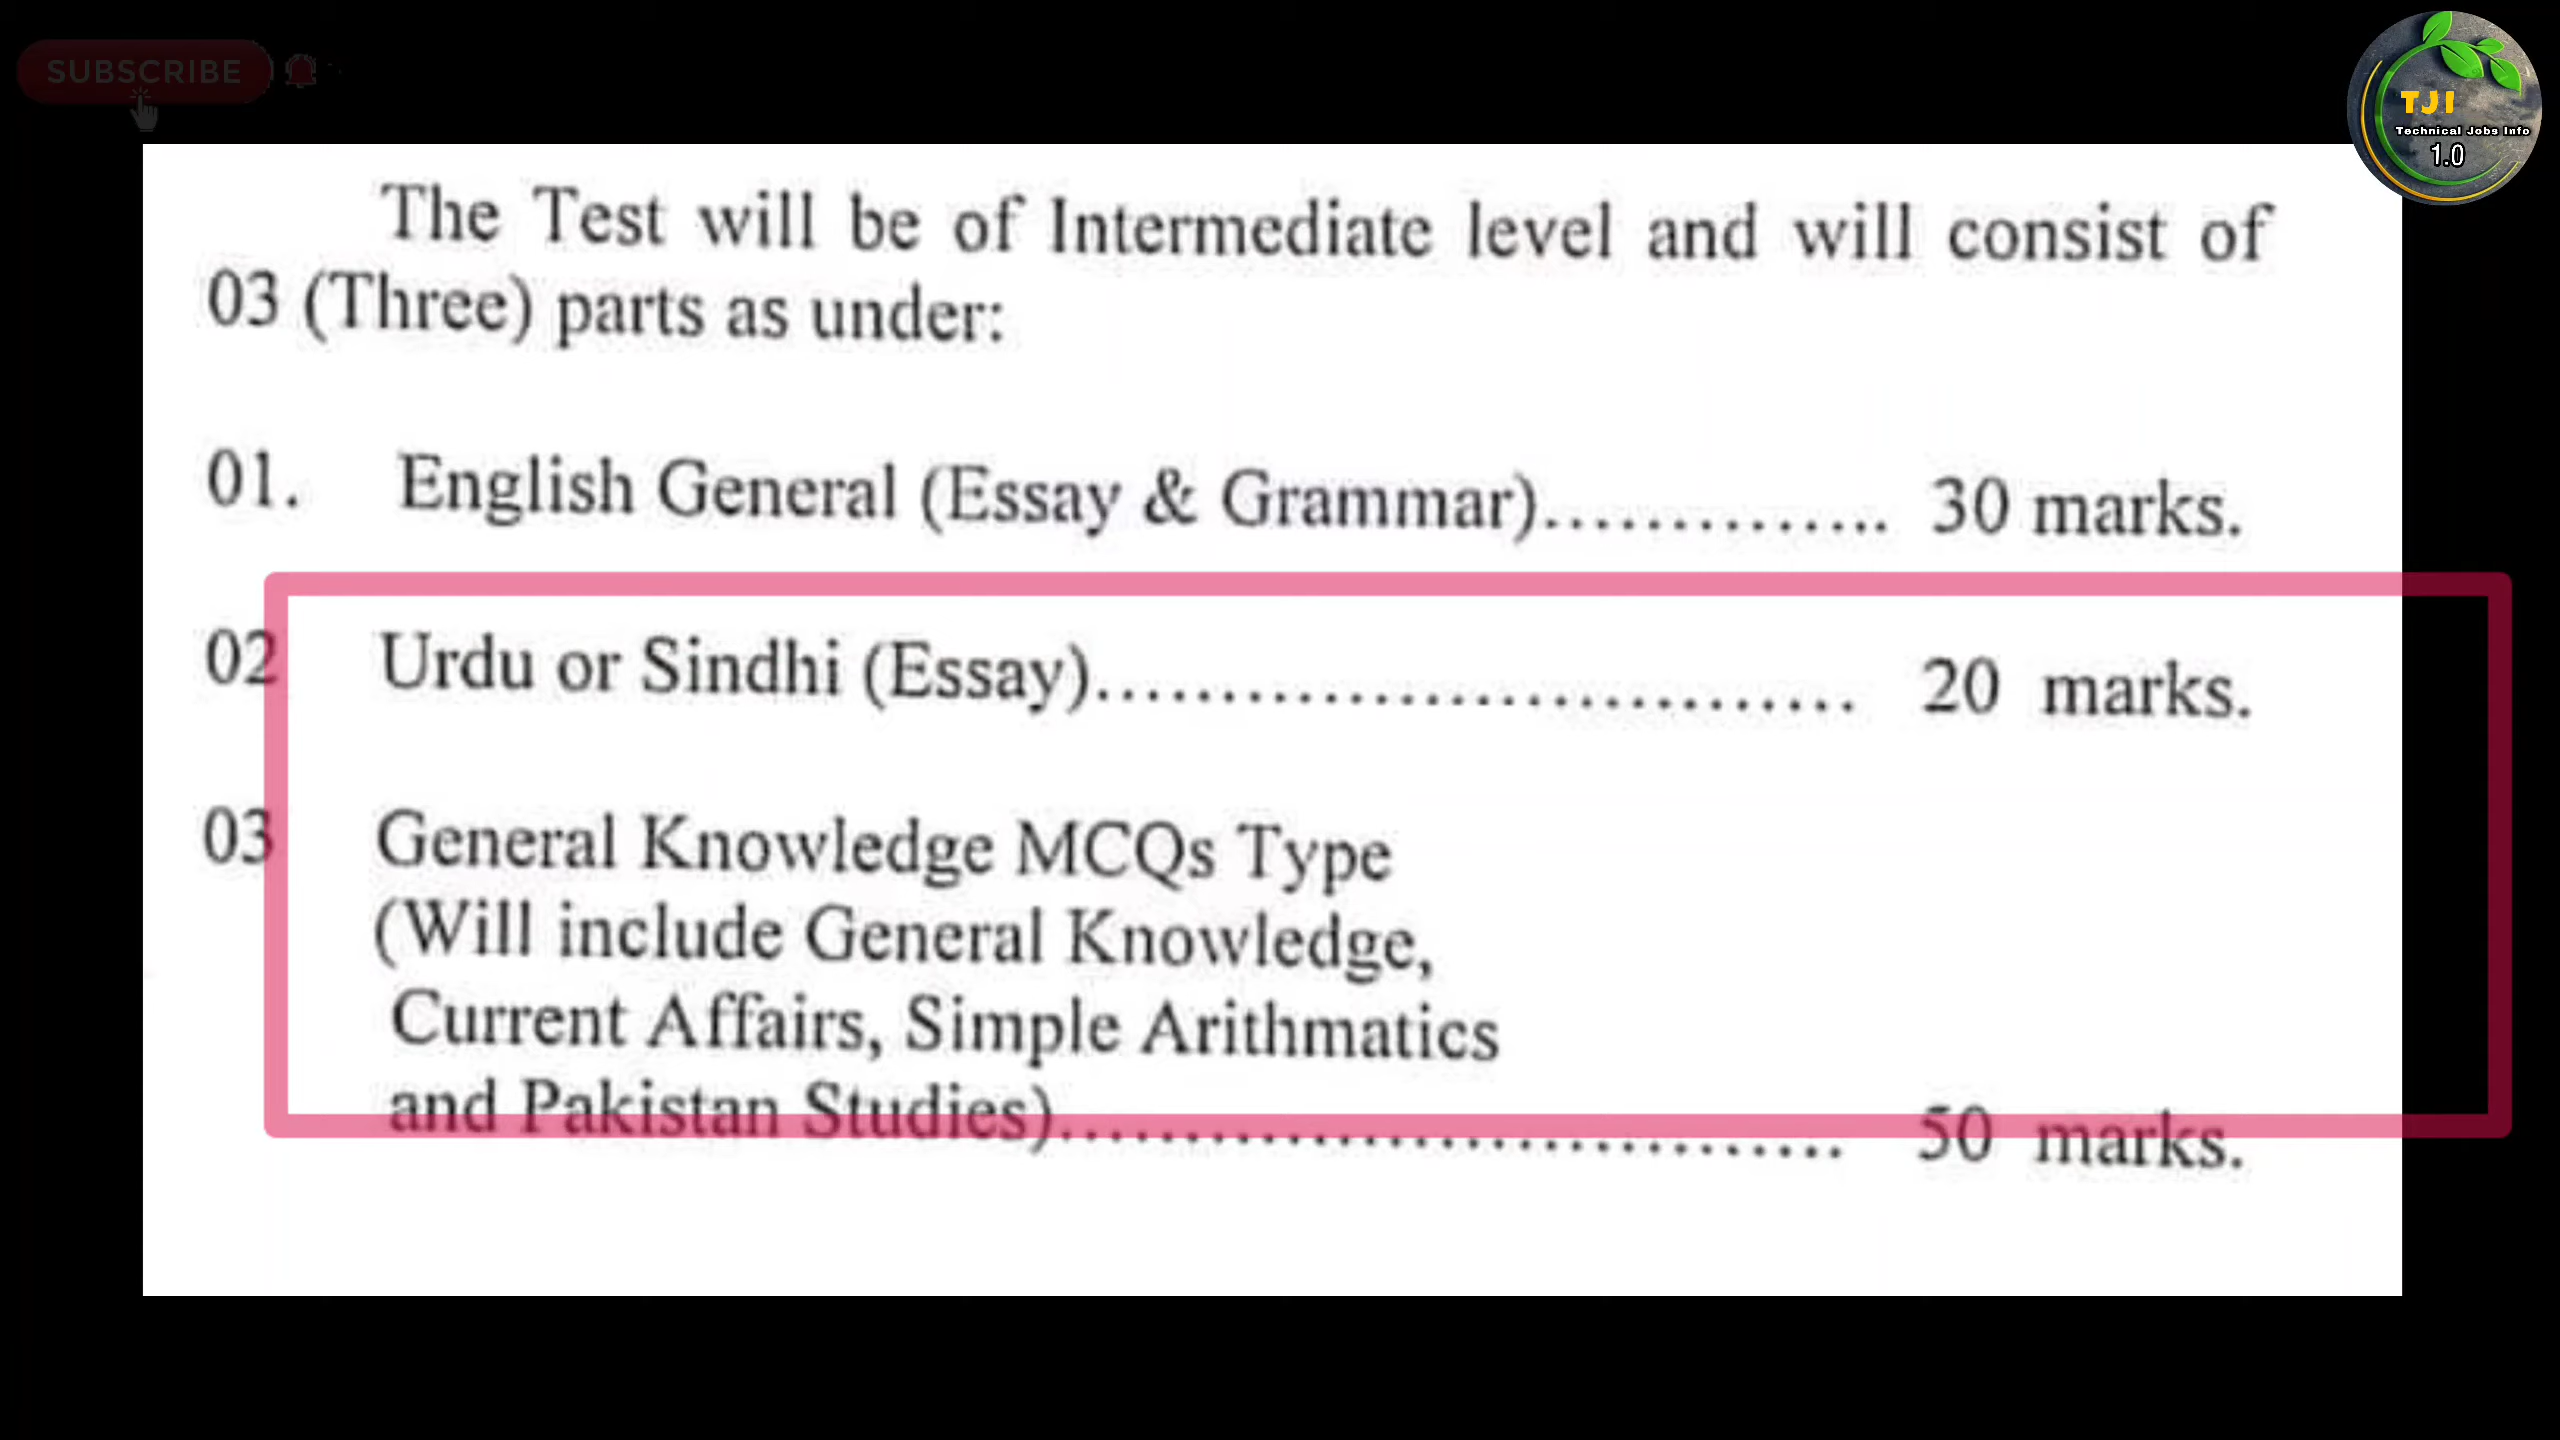 SUBSCRIBE
TJI
Technical Jobs Info
1.0
The Test will be of Intermediate level and will consist of
03 (Three) parts as under:
01. English General (Essay & Grammar).............. 30 marks.
02 Urdu or Sindhi (Essay).............................. 20 marks.
03 General Knowledge MCQs Type
(Will include General Knowledge,
Current Affairs, Simple Arithmatics
and Pakistan Studies)............................... 50 marks.